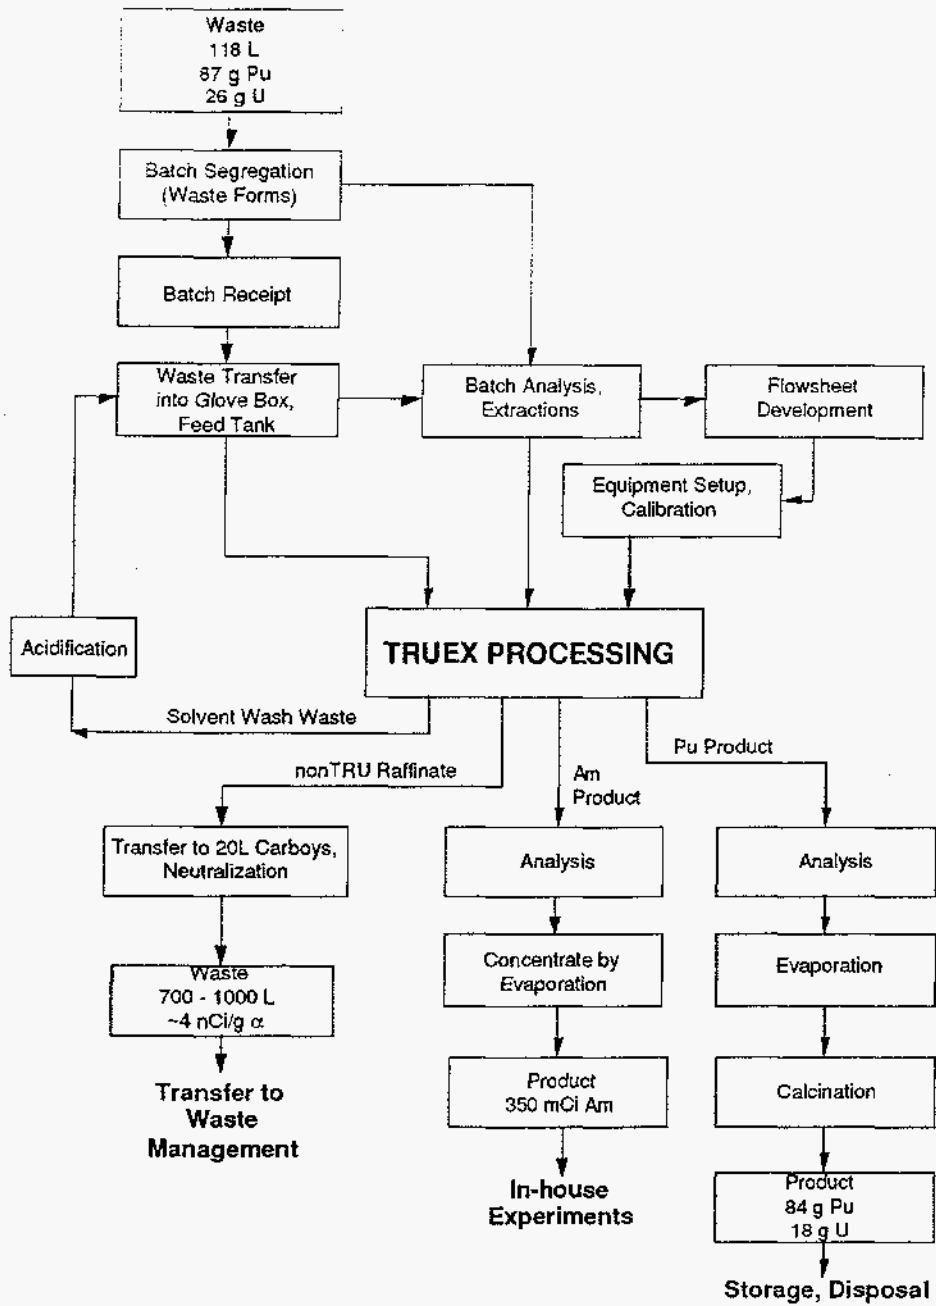 Waste
118 L
87 g Pu
26 g U
Batch Segregation
(Waste Forms)
Batch Receipt
Waste Transfer
into Glove Box,
Feed Tank
Batch Analysis,
Extractions
Flowsheet
Development
Equipment Setup,
Calibration
Acidification
TRUEX PROCESSING
Solvent Wash Waste
nonTRU Raffinate
Am
Product
Pu Product
Transfer to 20L Carboys,
Neutralization
Analysis
Analysis
Waste
700 - 1000 L
~4 nCi/g α
Concentrate by
Evaporation
Evaporation
Transfer to
Waste
Management
Product
350 mCi Am
Calcination
In-house
Experiments
Product
84 g Pu
18 g U
Storage, Disposal